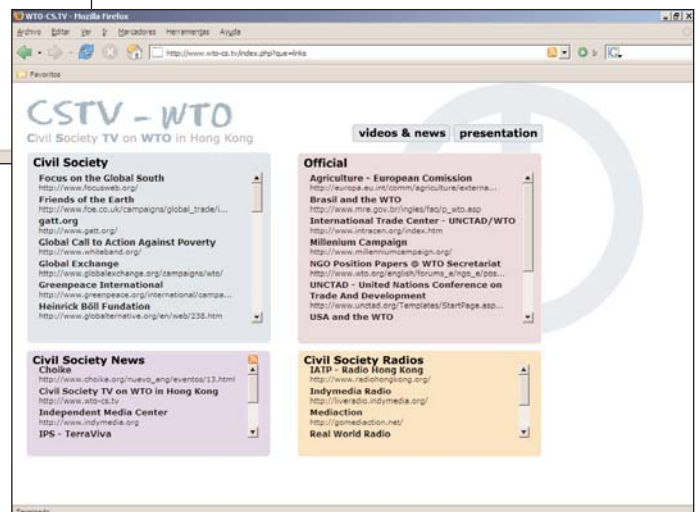 WTO-CS.TV - Mozilla Firefox
Archivo Editar Ver Ir Marcadores Herramientas Ayuda
http://www.wto-cs.tv/index.php?que=links
Favoritos
CSTV - WTO
Civil Society TV on WTO in Hong Kong
videos & news presentation
Civil Society
Focus on the Global South
http://www.focusweb.org/
Friends of the Earth
http://www.foe.co.uk/campaigns/global_trade/i...
gatt.org
http://www.gatt.org/
Global Call to Action Against Poverty
http://www.whiteband.org/
Global Exchange
http://www.globalexchange.org/campaigns/wto/
Greenpeace International
http://www.greenpeace.org/international/campa...
Heinrick Böll Fundation
http://www.globalternative.org/en/web/238.htm
Official
Agriculture - European Comission
http://europa.eu.int/comm/agriculture/externa...
Brasil and the WTO
http://www.mre.gov.br/ingles/faq/p_wto.asp
International Trade Center - UNCTAD/WTO
http://www.intracen.org/index.htm
Millenium Campaign
http://www.millenniumcampaign.org/
NGO Position Papers @ WTO Secretariat
http://www.wto.org/english/forums_e/ngo_e/pos...
UNCTAD - United Nations Conference on
Trade And Development
http://www.unctad.org/Templates/StartPage.asp...
USA and the WTO
Civil Society News
Choike
http://www.choike.org/nuevo_eng/eventos/13.html
Civil Society TV on WTO in Hong Kong
http://www.wto-cs.tv
Independent Media Center
http://www.indymedia.org
IPS - TerraViva
Civil Society Radios
IATP - Radio Hong Kong
http://www.radiohongkong.org/
Indymedia Radio
http://liveradio.indymedia.org/
Mediaction
http://gomediaction.net/
Real World Radio
Terminado